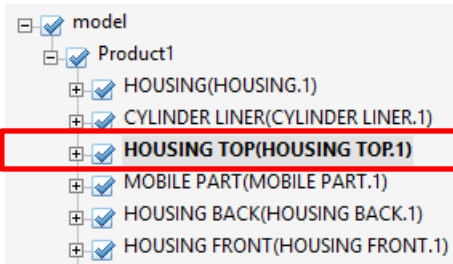 model
Product1
HOUSING(HOUSING.1)
CYLINDER LINER(CYLINDER LINER.1)
HOUSING TOP(HOUSING TOP.1)
MOBILE PART(MOBILE PART.1)
HOUSING BACK(HOUSING BACK.1)
HOUSING FRONT(HOUSING FRONT.1)